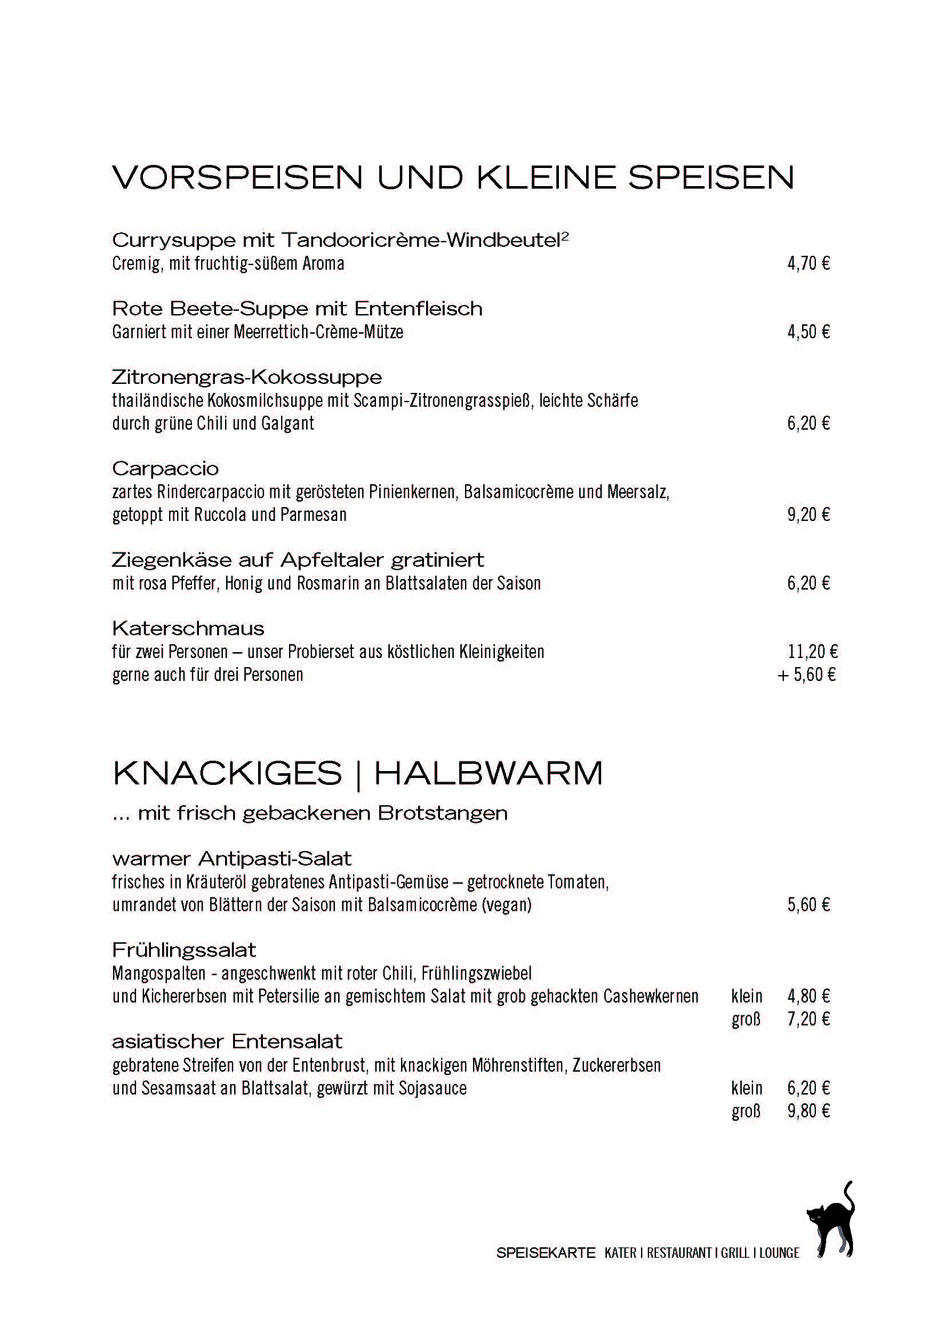 VORSPEISEN UND KLEINE SPEISEN
Currysuppe mit Tandooricrème-Windbeutel²
Cremig, mit fruchtig-süßem Aroma 4,70 €
Rote Beete-Suppe mit Entenfleisch
Garniert mit einer Meerrettich-Crème-Mütze 4,50 €
Zitronengras-Kokossuppe
thailändische Kokosmilchsuppe mit Scampi-Zitronengrasspieß, leichte Schärfe
durch grüne Chili und Galgant 6,20 €
Carpaccio
zartes Rindercarpaccio mit gerösteten Pinienkernen, Balsamicocrème und Meersalz,
getoppt mit Ruccola und Parmesan 9,20 €
Ziegenkäse auf Apfeltaler gratiniert
mit rosa Pfeffer, Honig und Rosmarin an Blattsalaten der Saison 6,20 €
Katerschmaus
für zwei Personen – unser Probierset aus köstlichen Kleinigkeiten 11,20 €
gerne auch für drei Personen + 5,60 €
KNACKIGES | HALBWARM
... mit frisch gebackenen Brotstangen
warmer Antipasti-Salat
frisches in Kräuteröl gebratenes Antipasti-Gemüse – getrocknete Tomaten,
umrandet von Blättern der Saison mit Balsamicocrème (vegan) 5,60 €
Frühlingssalat
Mangospalten - angeschwenkt mit roter Chili, Frühlingszwiebel
und Kichererbsen mit Petersilie an gemischtem Salat mit grob gehackten Cashewkernen klein 4,80 €
groß 7,20 €
asiatischer Entensalat
gebratene Streifen von der Entenbrust, mit knackigen Möhrenstiften, Zuckererbsen
und Sesamsaat an Blattsalat, gewürzt mit Sojasauce klein 6,20 €
groß 9,80 €
SPEISEKARTE KATER | RESTAURANT | GRILL | LOUNGE